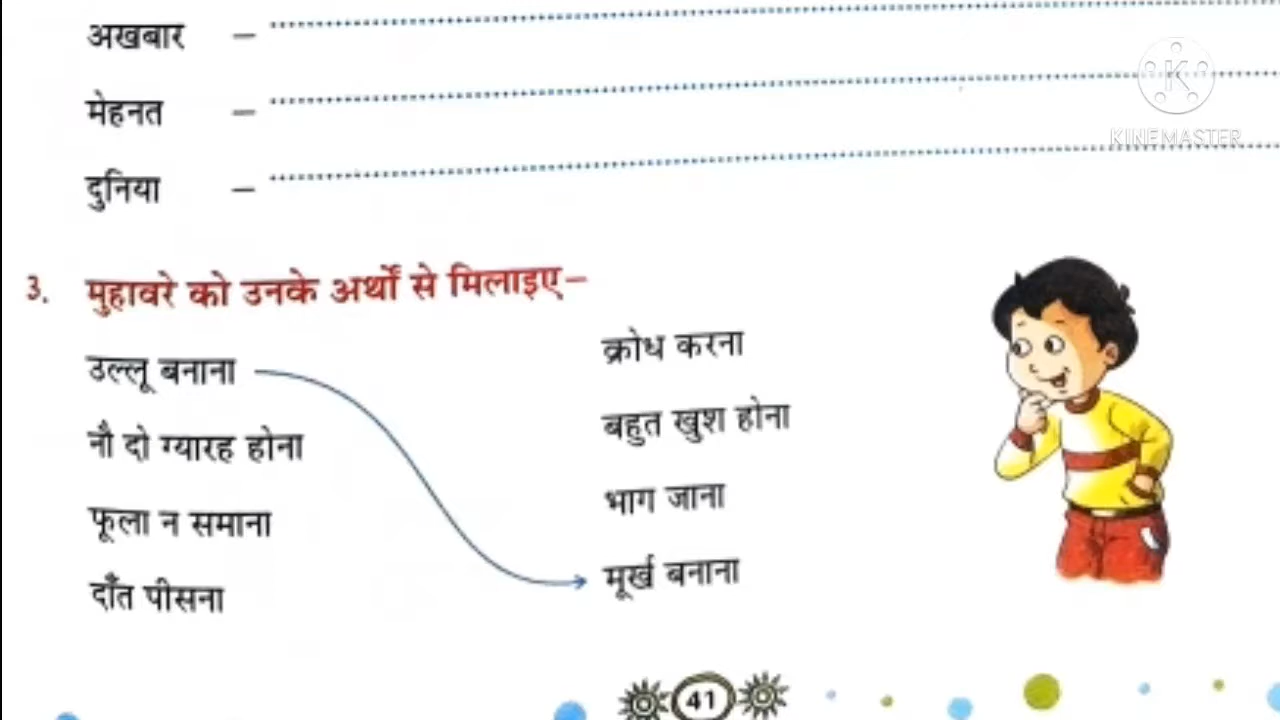 अखबार –
मेहनत –
दुनिया –
KINEMASTER
3. मुहावरे को उनके अर्थों से मिलाइए–
उल्लू बनाना
क्रोध करना
नौ दो ग्यारह होना
बहुत खुश होना
फूला न समाना
भाग जाना
दाँत पीसना
मूर्ख बनाना
41